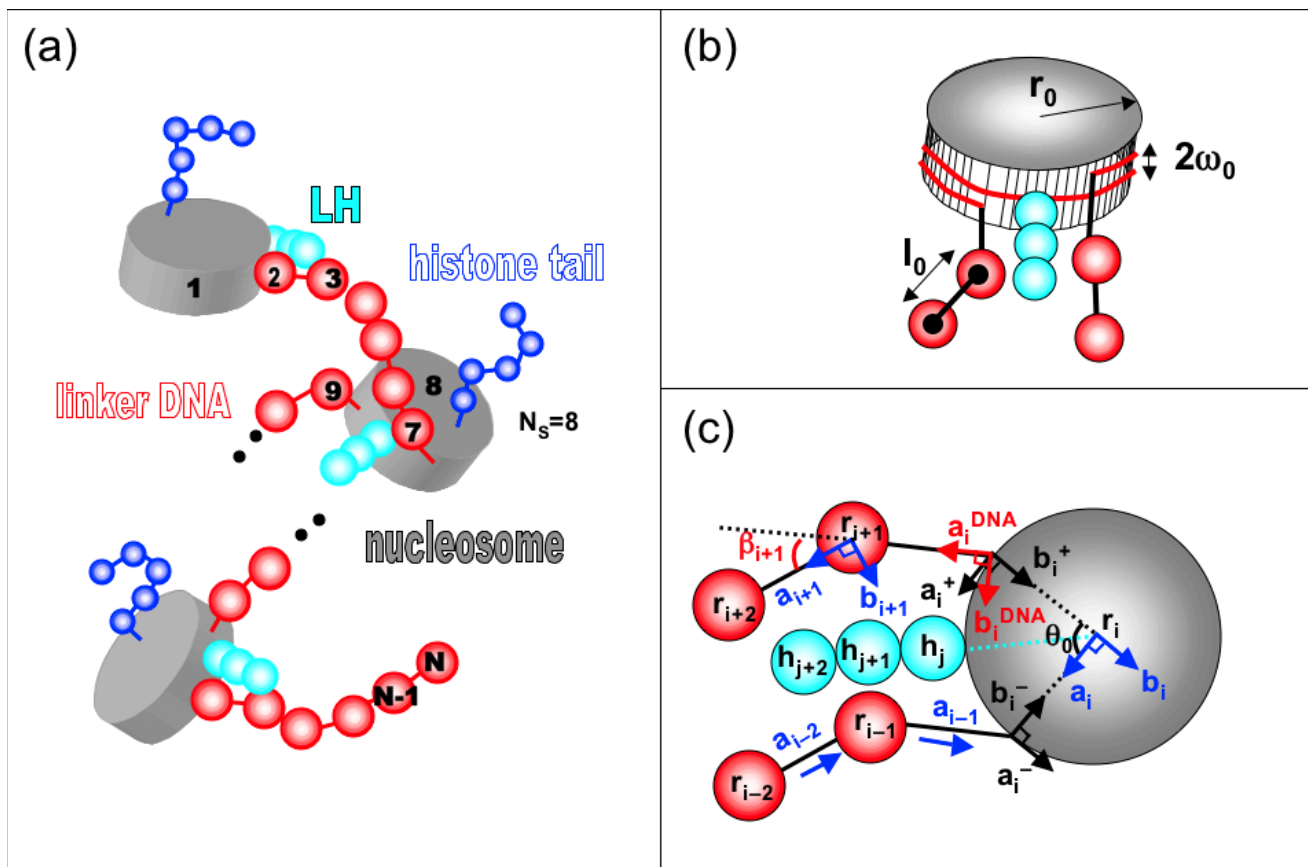 (a)
LH
histone tail
1
2
3
linker DNA
9
8
7
N_S=8
nucleosome
N
N-1
(b)
r₀
2ω₀
l₀
(c)
r_{i+1}
a_i^{DNA}
b_i^+
β_{i+1}
a_{i+1}
b_{i+1}
a_i^+
b_i^{DNA}
r_{i+2}
r_i
θ₀
h_{j+2}
h_{j+1}
h_j
a_i
b_i
b_i^−
a_{i−2}
r_{i−1}
a_{i−1}
r_{i−2}
a_i^−